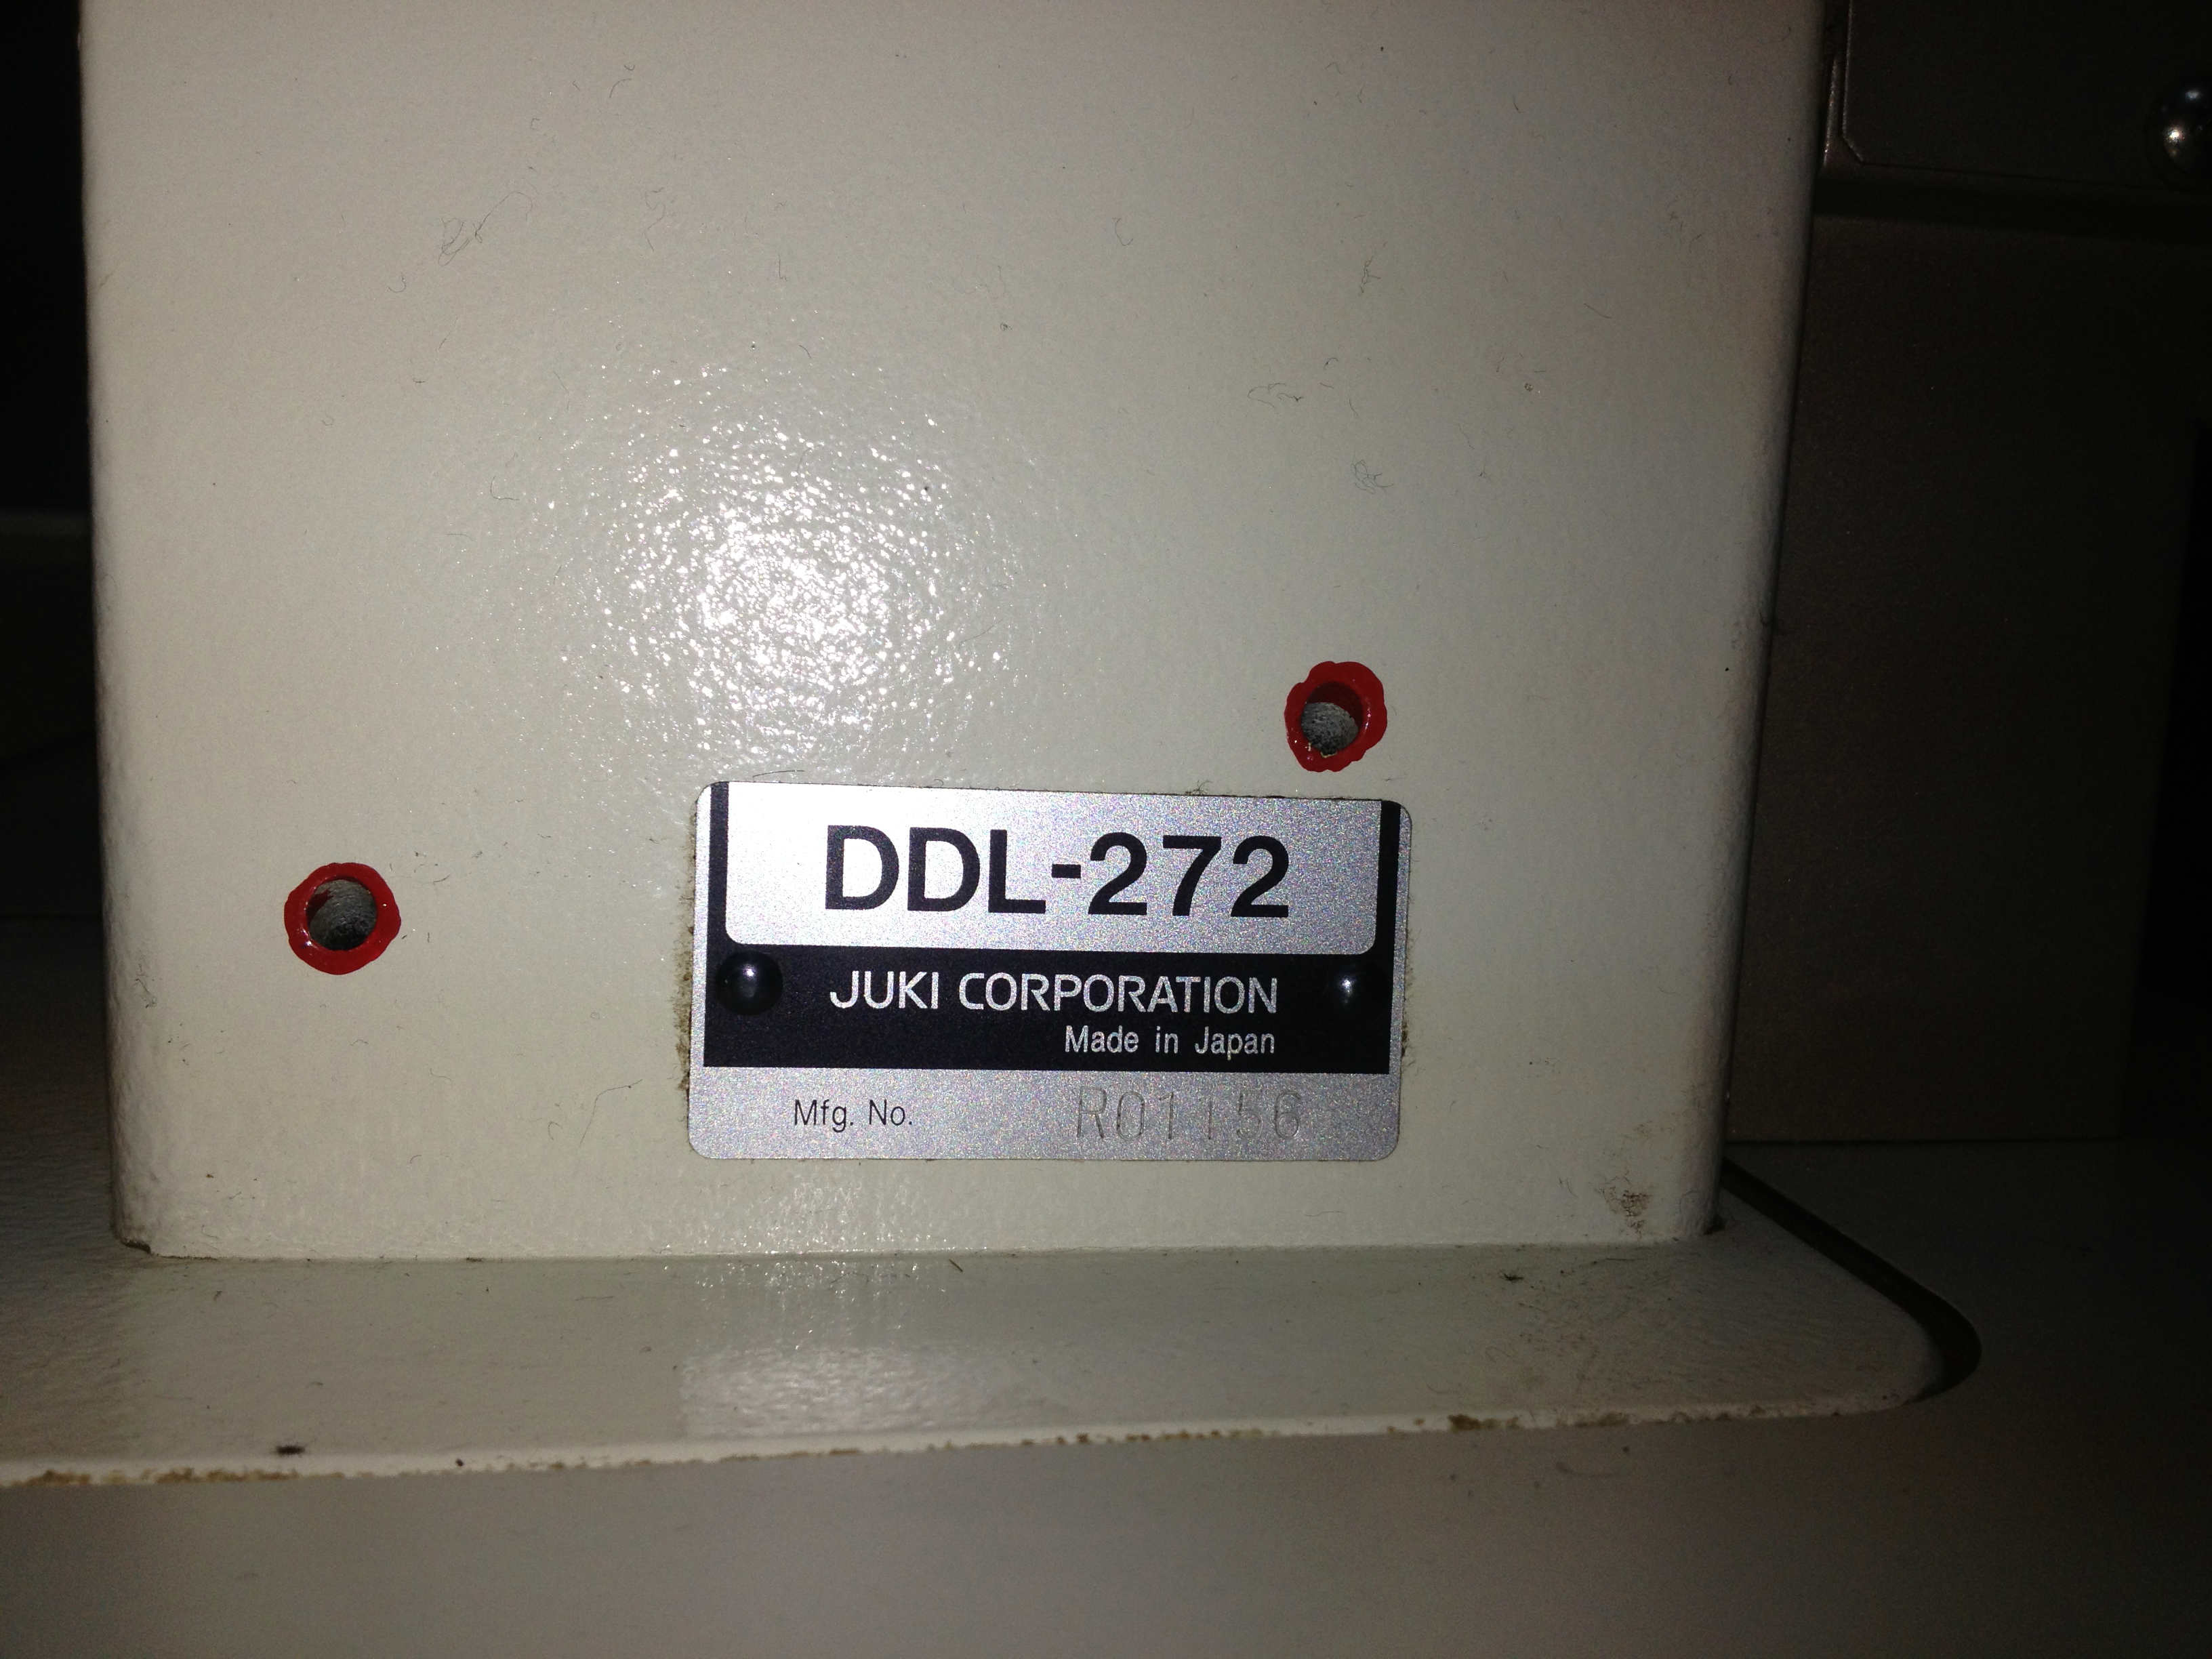 DDL-272
JUKI CORPORATION
Made in Japan
Mfg. No. R01156